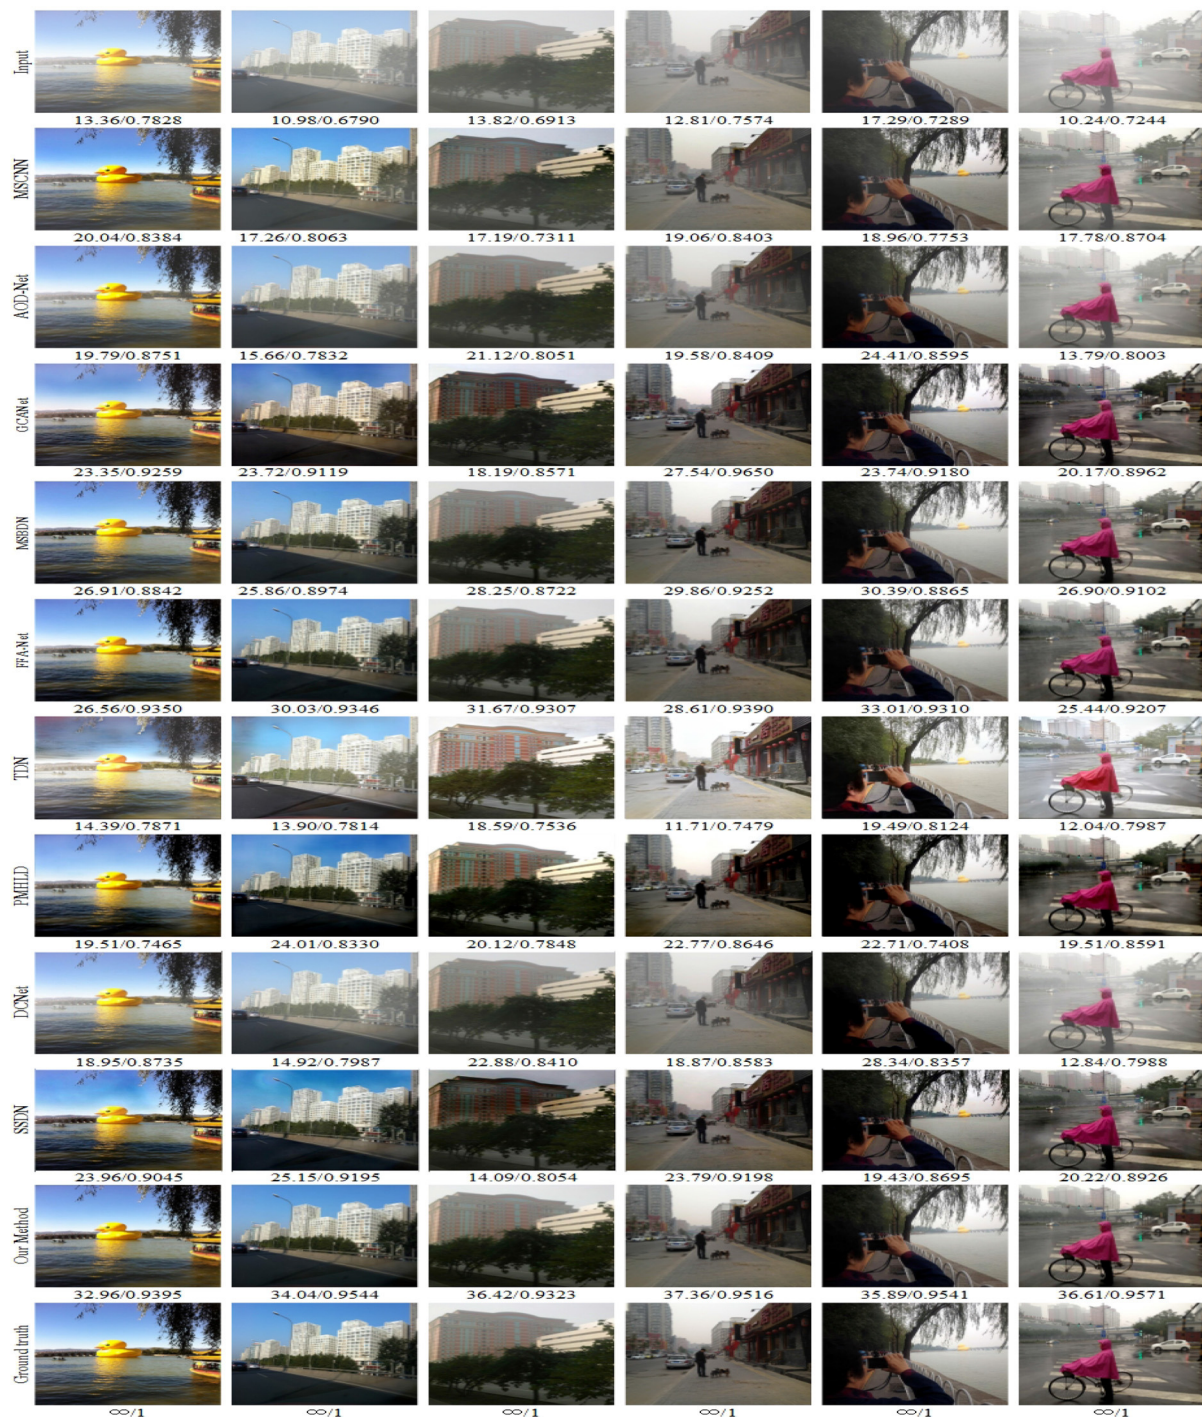 Input
13.36/0.7828 10.98/0.6790 13.82/0.6913 12.81/0.7574 17.29/0.7289 10.24/0.7244
MSCNN
20.04/0.8384 17.26/0.8063 17.19/0.7311 19.06/0.8403 18.96/0.7753 17.78/0.8704
AOD-Net
19.79/0.8751 15.66/0.7832 21.12/0.8051 19.58/0.8409 24.41/0.8595 13.79/0.8003
GCANet
23.35/0.9259 23.72/0.9119 18.19/0.8571 27.54/0.9650 23.74/0.9180 20.17/0.8962
MSBDN
26.91/0.8842 25.86/0.8974 28.25/0.8722 29.86/0.9252 30.39/0.8865 26.90/0.9102
FFA-Net
26.56/0.9350 30.03/0.9346 31.67/0.9307 28.61/0.9390 33.01/0.9310 25.44/0.9207
TDN
14.39/0.7871 13.90/0.7814 18.59/0.7536 11.71/0.7479 19.49/0.8124 12.04/0.7987
PMHLD
19.51/0.7465 24.01/0.8330 20.12/0.7848 22.77/0.8646 22.71/0.7408 19.51/0.8591
DCNet
18.95/0.8735 14.92/0.7987 22.88/0.8410 18.87/0.8583 28.34/0.8357 12.84/0.7988
SSIDN
23.96/0.9045 25.15/0.9195 14.09/0.8054 23.79/0.9198 19.43/0.8695 20.22/0.8926
Our Method
32.96/0.9395 34.04/0.9544 36.42/0.9323 37.36/0.9516 35.89/0.9541 36.61/0.9571
Ground truth
∞/1 ∞/1 ∞/1 ∞/1 ∞/1 ∞/1